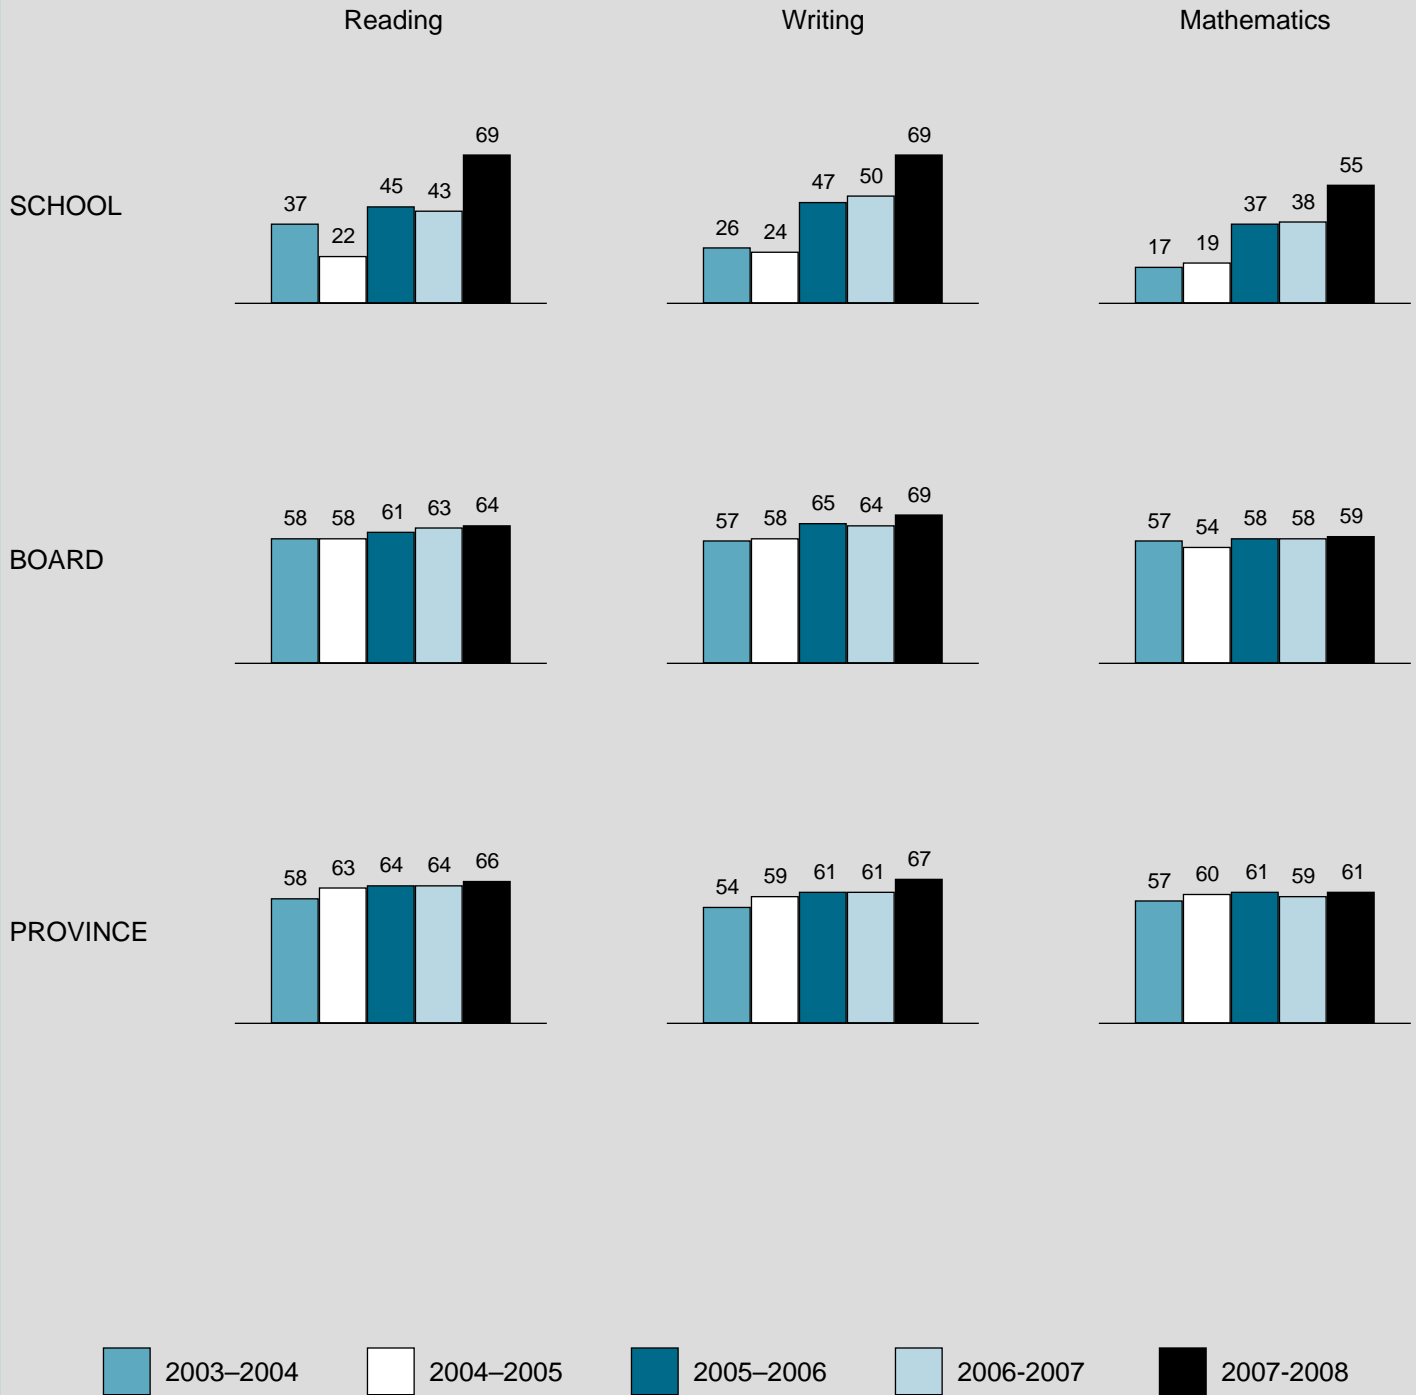 Reading Writing Mathematics
SCHOOL
37 22 45 43 69
26 24 47 50 69
17 19 37 38 55
BOARD
58 58 61 63 64
57 58 65 64 69
57 54 58 58 59
PROVINCE
58 63 64 64 66
54 59 61 61 67
57 60 61 59 61
2003–2004 2004–2005 2005–2006 2006-2007 2007-2008